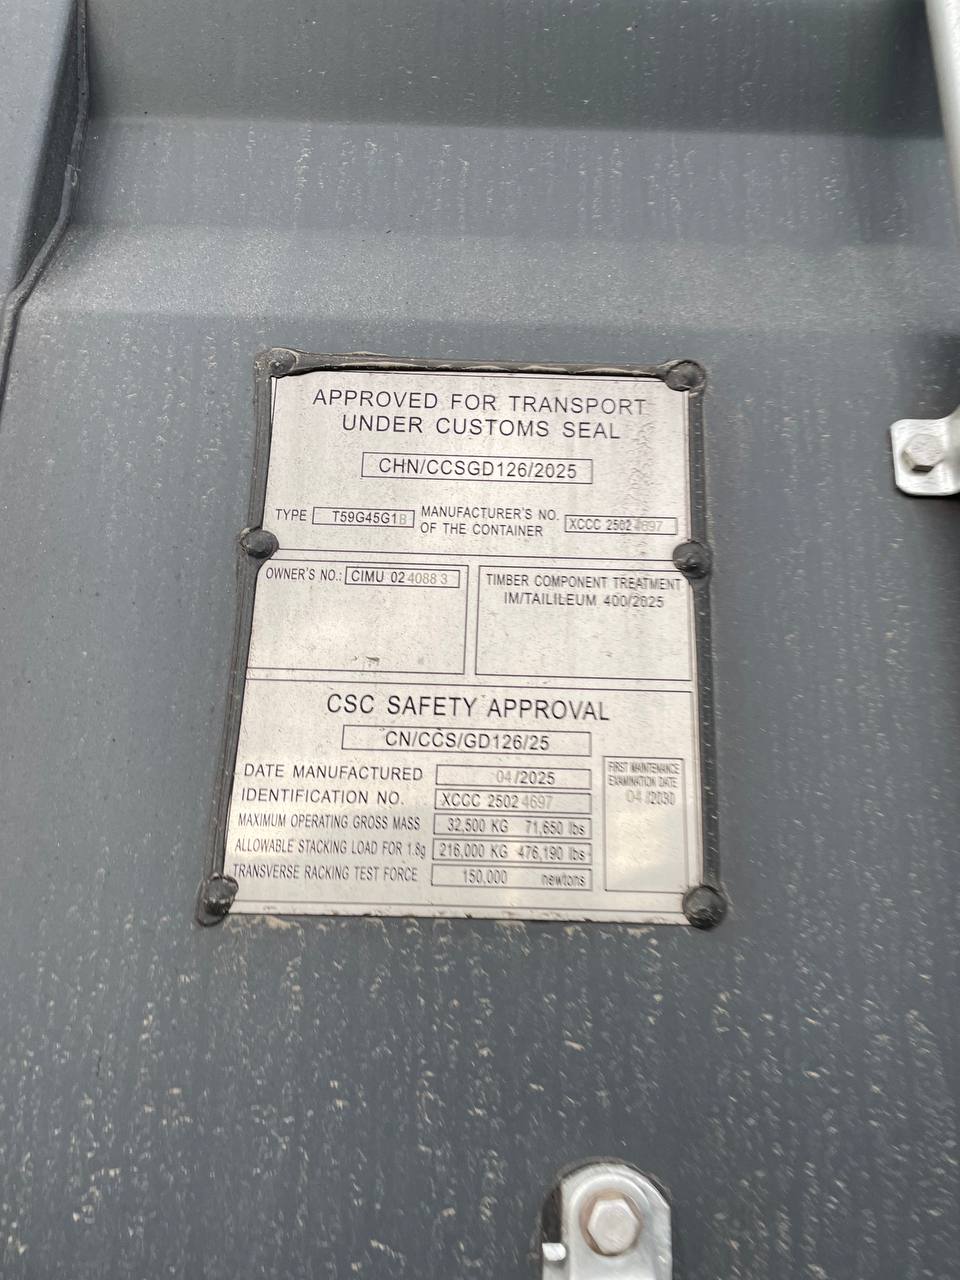 APPROVED FOR TRANSPORT
UNDER CUSTOMS SEAL
CHN/CCSGD126/2025
TYPE T59G45G1B MANUFACTURER'S NO. OF THE CONTAINER XCCC 2502 4697
OWNER'S NO.: CIMU 02 40883
TIMBER COMPONENT TREATMENT
IM/TAILILEUM 400/2025
CSC SAFETY APPROVAL
CN/CCS/GD126/25
DATE MANUFACTURED 04/2025
IDENTIFICATION NO. XCCC 2502 4697
MAXIMUM OPERATING GROSS MASS 32,500 KG 71,650 lbs
ALLOWABLE STACKING LOAD FOR 1.8g 216,000 KG 476,190 lbs
TRANSVERSE RACKING TEST FORCE 150,000 newtons
FIRST MAINTENANCE
EXAMINATION DATE
04 /2030